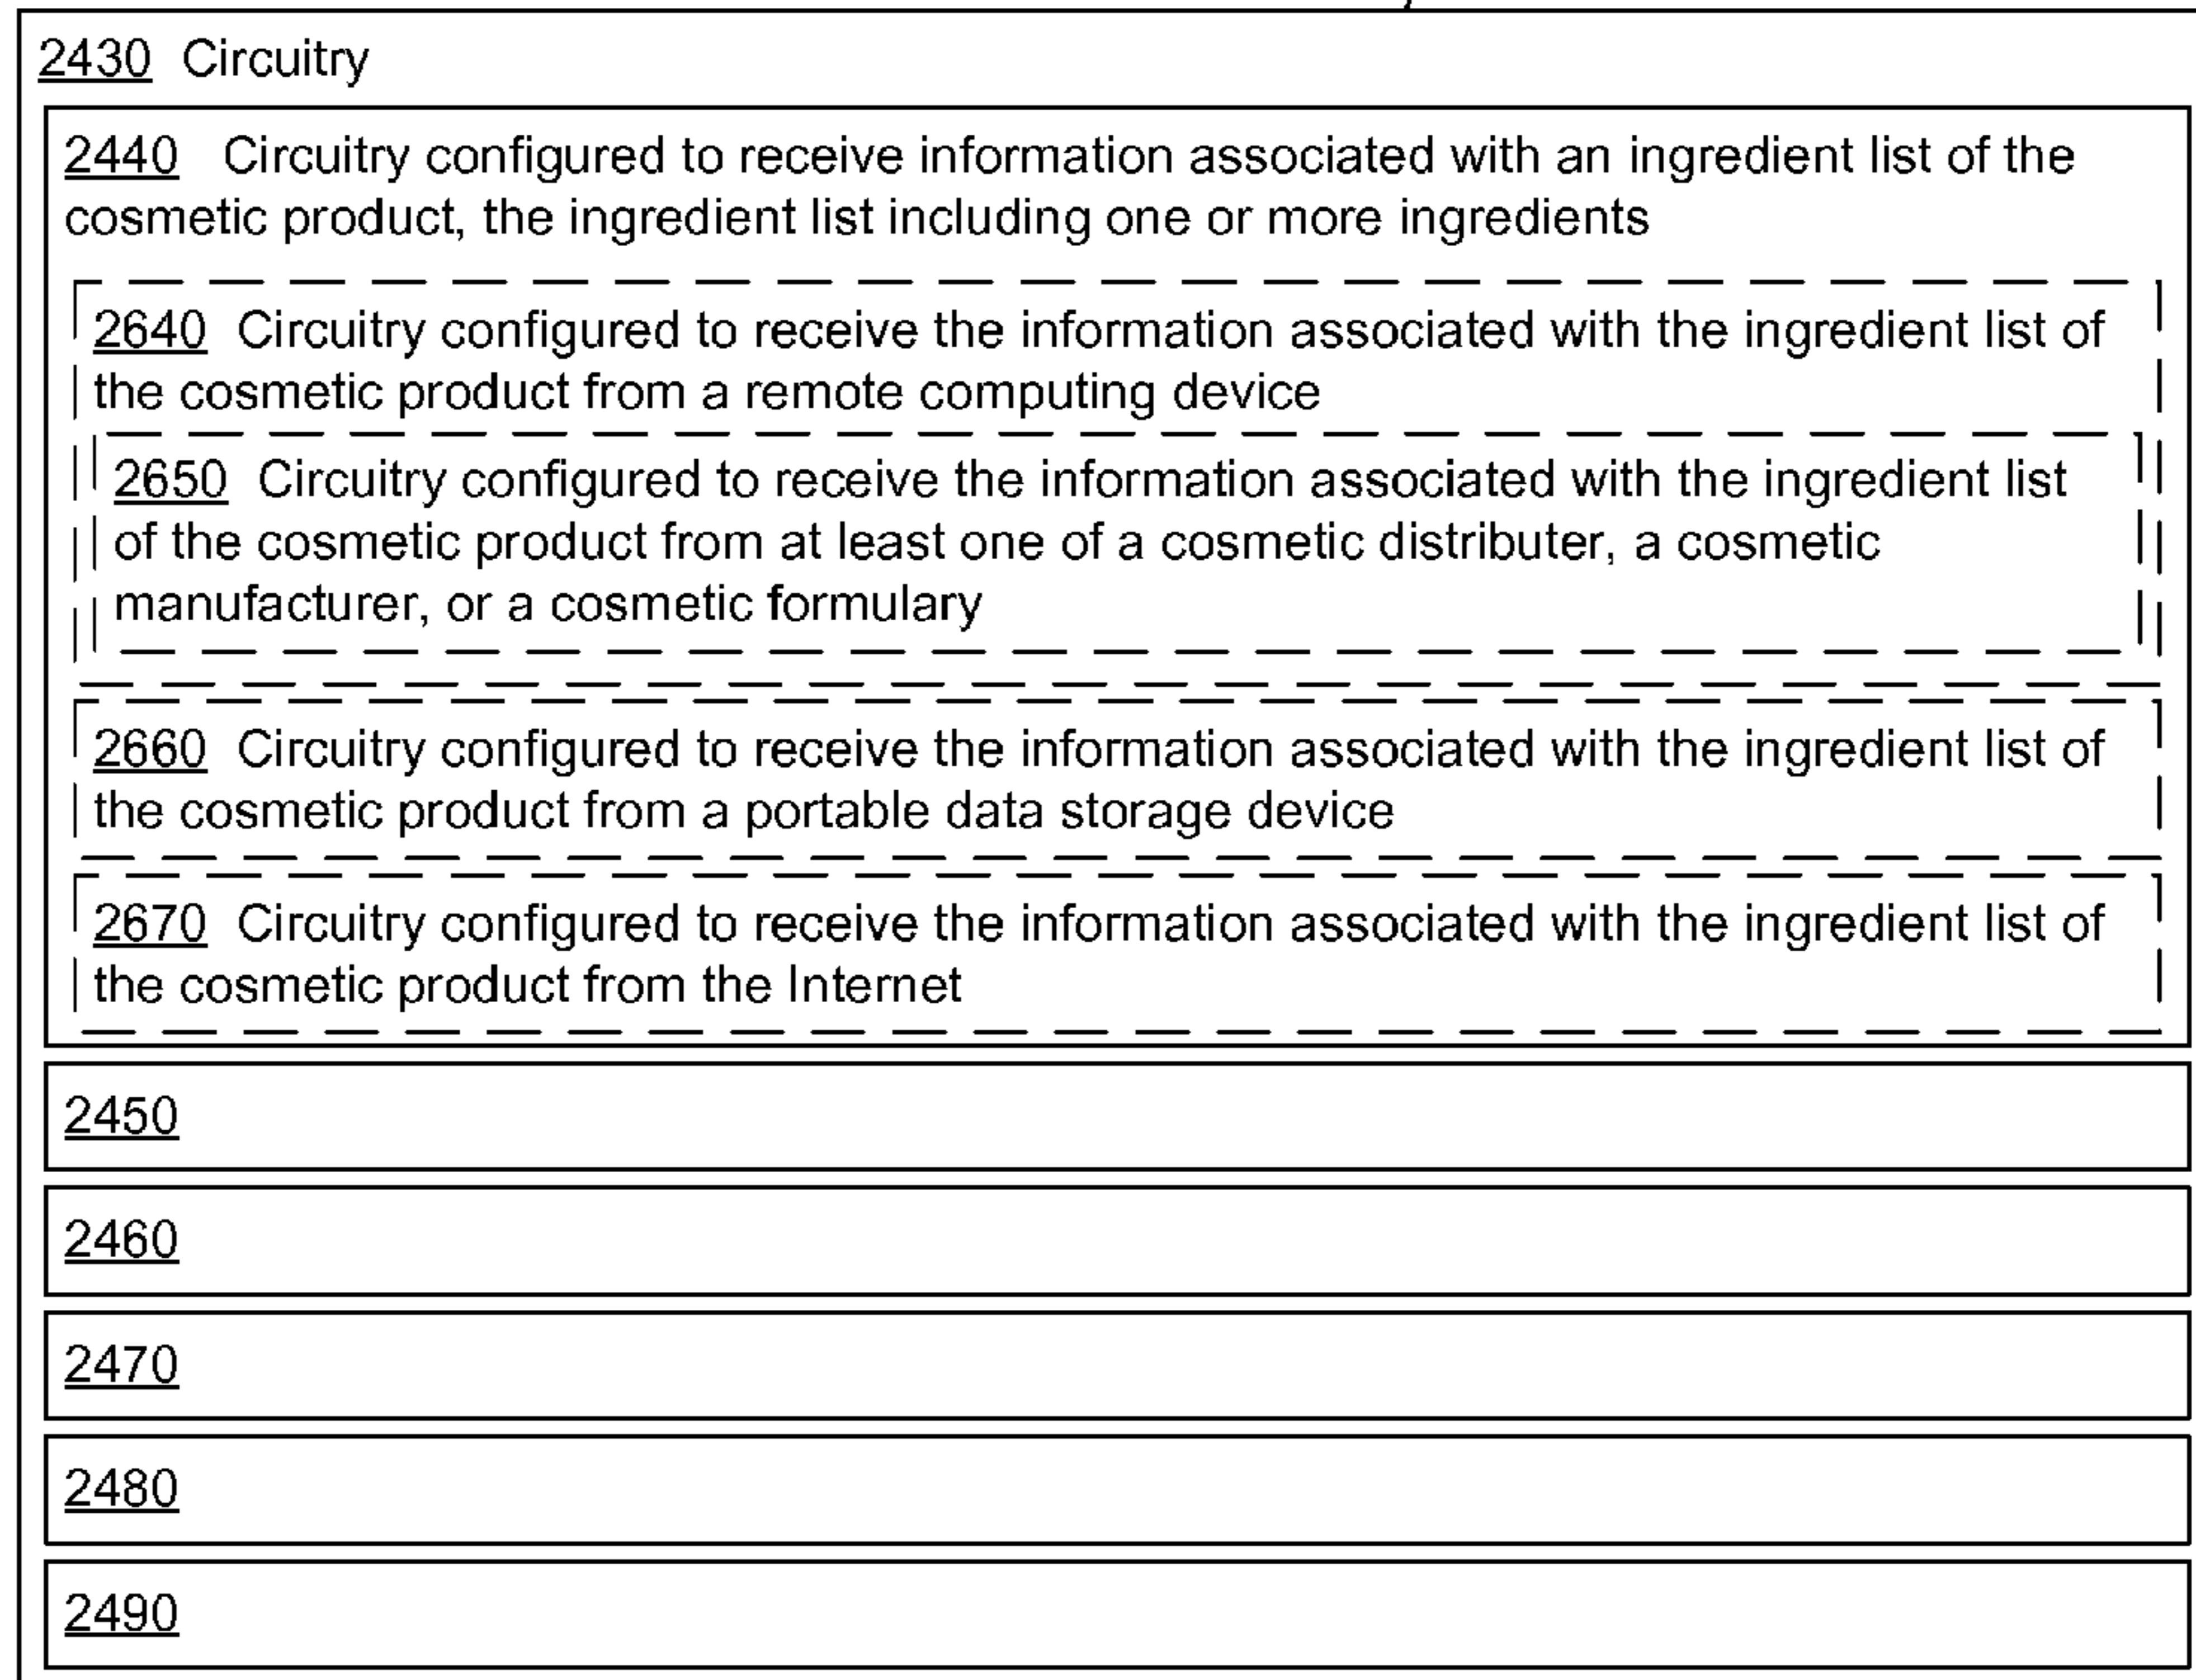 2430 Circuitry
2440 Circuitry configured to receive information associated with an ingredient list of the
cosmetic product, the ingredient list including one or more ingredients
2640 Circuitry configured to receive the information associated with the ingredient list of
the cosmetic product from a remote computing device
2650 Circuitry configured to receive the information associated with the ingredient list
of the cosmetic product from at least one of a cosmetic distributer, a cosmetic
manufacturer, or a cosmetic formulary
2660 Circuitry configured to receive the information associated with the ingredient list of
the cosmetic product from a portable data storage device
2670 Circuitry configured to receive the information associated with the ingredient list of
the cosmetic product from the Internet
2450
2460
2470
2480
2490